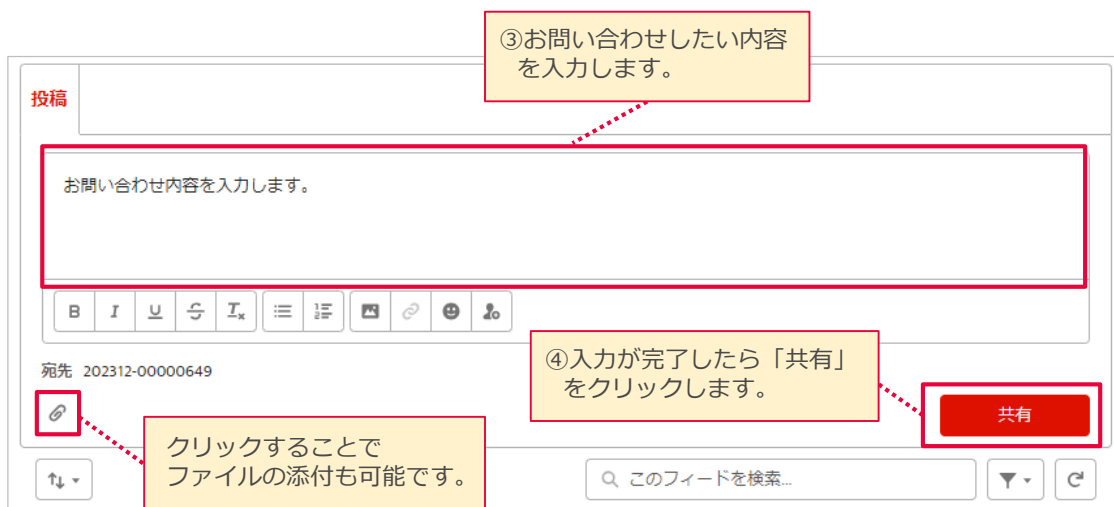 ③お問い合わせしたい内容
を入力します。
投稿
お問い合わせ内容を入力します。
B I U S Tx
宛先 202312-00000649
④入力が完了したら「共有」
をクリックします。
共有
クリックすることで
ファイルの添付も可能です。
このフィードを検索...